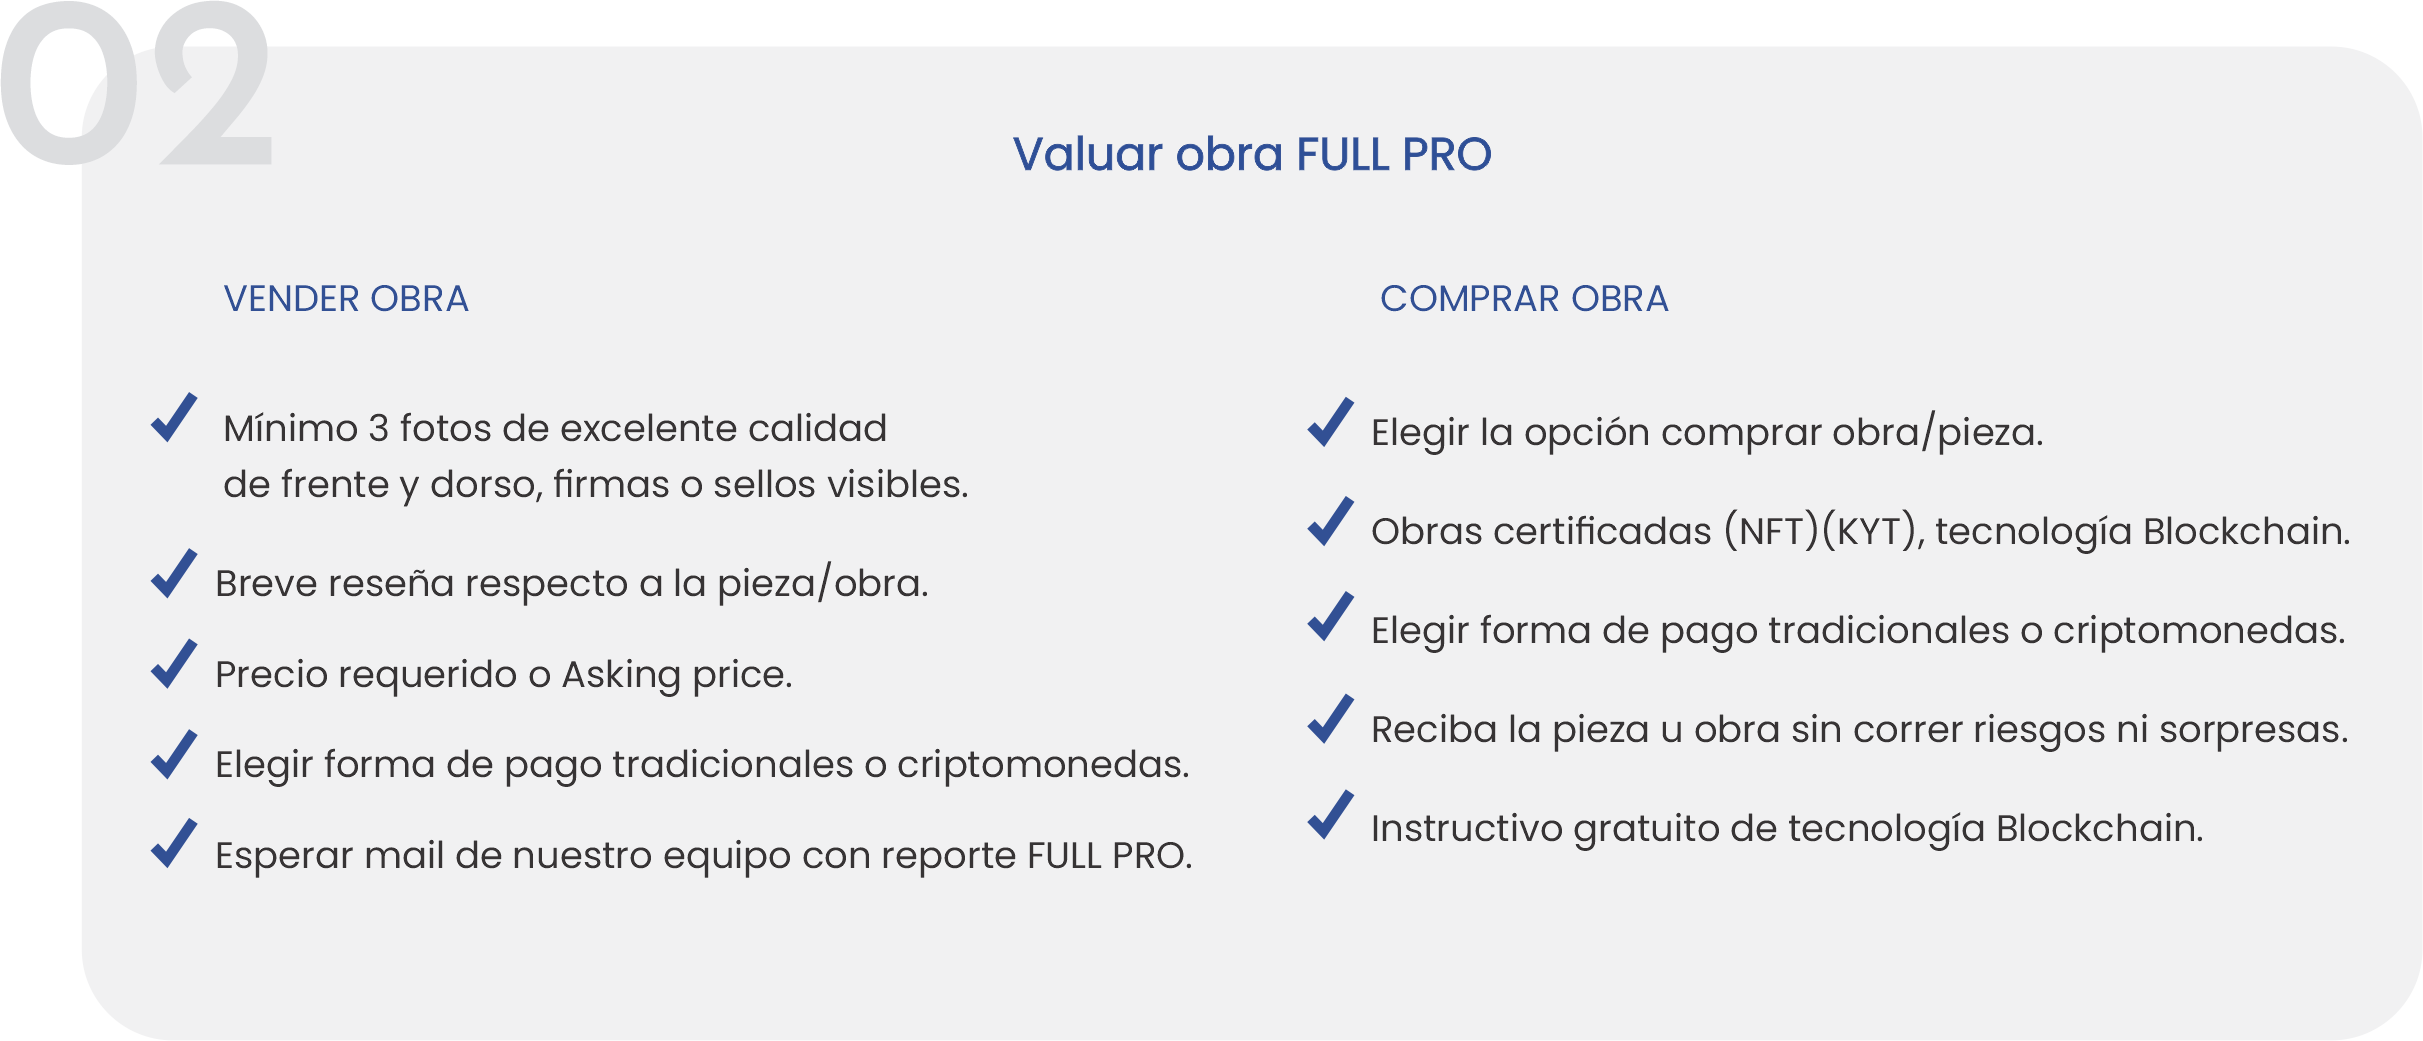 02
Valuar obra FULL PRO
VENDER OBRA
Mínimo 3 fotos de excelente calidad
de frente y dorso, firmas o sellos visibles.
Breve reseña respecto a la pieza/obra.
Precio requerido o Asking price.
Elegir forma de pago tradicionales o criptomonedas.
Esperar mail de nuestro equipo con reporte FULL PRO.
COMPRAR OBRA
Elegir la opción comprar obra/pieza.
Obras certificadas (NFT)(KYT), tecnología Blockchain.
Elegir forma de pago tradicionales o criptomonedas.
Reciba la pieza u obra sin correr riesgos ni sorpresas.
Instructivo gratuito de tecnología Blockchain.